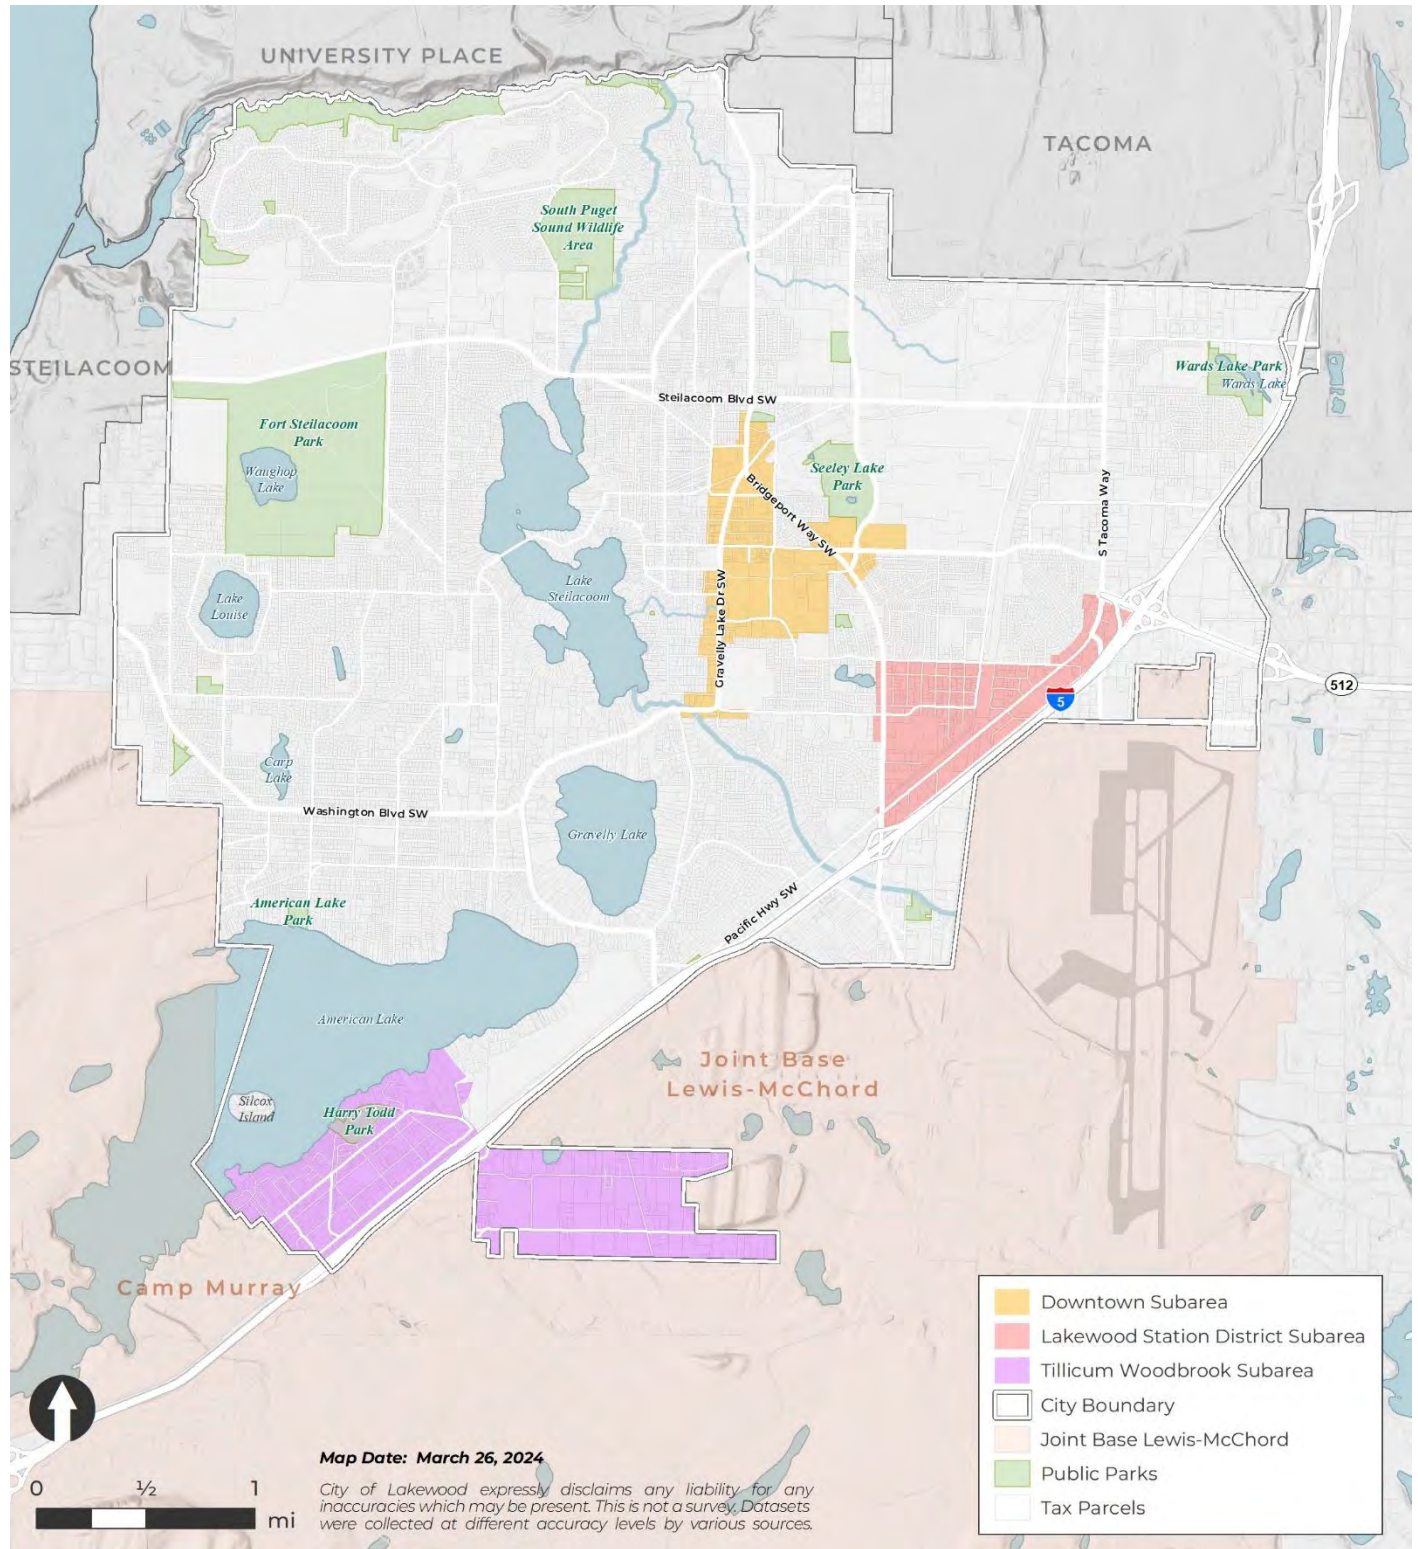 UNIVERSITY PLACE
TACOMA
South Puget
Sound Wildlife
Area
STEILACOOM
Wards Lake Park
Wards Lake
Steilacoom Blvd SW
Fort Steilacoom
Park
Waughop
Lake
Seeley Lake
Park
Bridgeport Way SW
S Tacoma Way
Lake
Louise
Lake
Steilacoom
Gravelly Lake Dr SW
512
5
Carp
Lake
Washington Blvd SW
Gravelly Lake
American Lake
Park
Pacific Hwy SW
American Lake
Joint Base
Lewis-McChord
Silcox
Island
Harry Todd
Park
Camp Murray
Downtown Subarea
Lakewood Station District Subarea
Tillicum Woodbrook Subarea
City Boundary
Joint Base Lewis-McChord
Public Parks
Tax Parcels
Map Date: March 26, 2024
City of Lakewood expressly disclaims any liability for any
inaccuracies which may be present. This is not a survey. Datasets
were collected at different accuracy levels by various sources.
0 ½ 1
mi